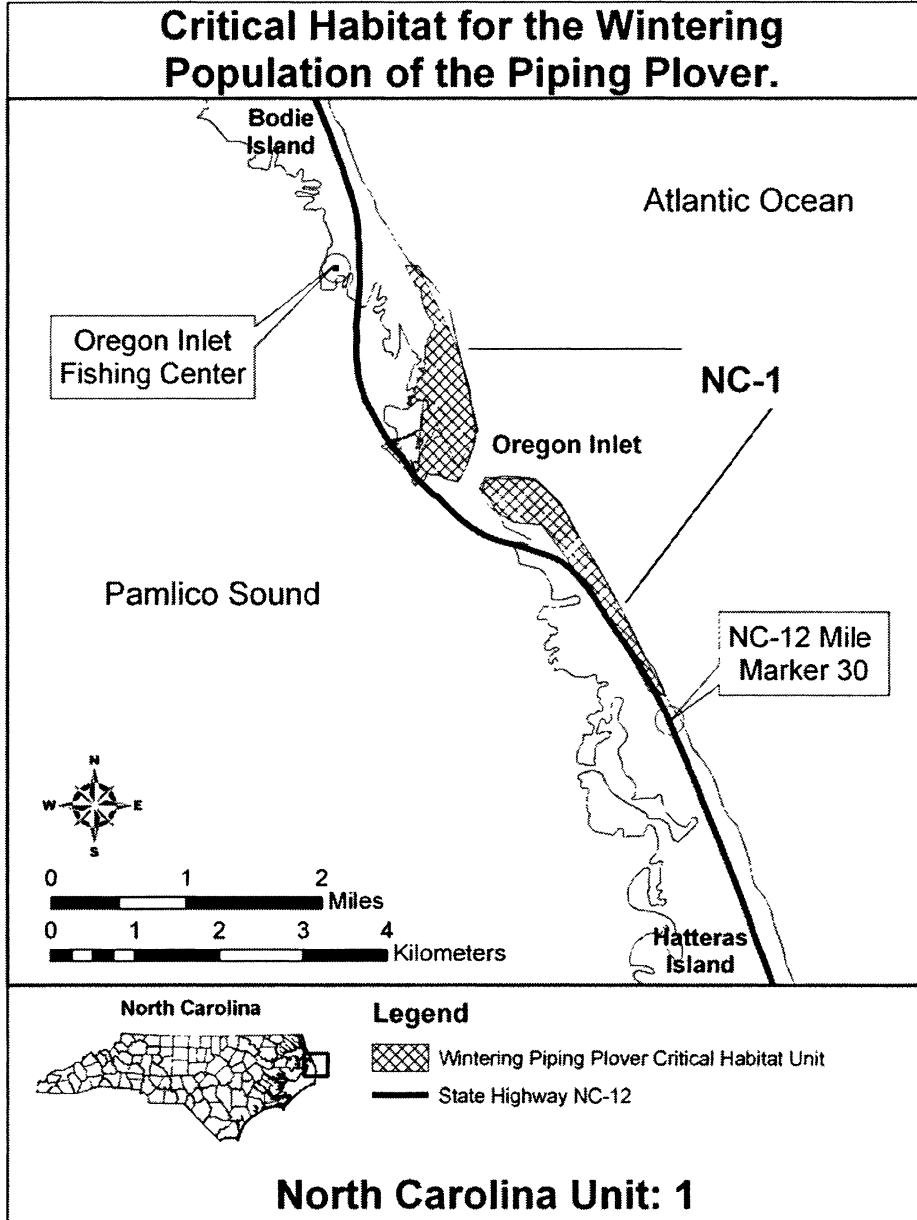 Critical Habitat for the Wintering
Population of the Piping Plover.
Bodie
Island
Atlantic Ocean
Oregon Inlet
Fishing Center
NC-1
Oregon Inlet
Pamlico Sound
NC-12 Mile
Marker 30
N
W E
S
0 1 2
Miles
0 1 2 3 4
Kilometers
Hatteras
Island
North Carolina
Legend
Wintering Piping Plover Critical Habitat Unit
State Highway NC-12
North Carolina Unit: 1